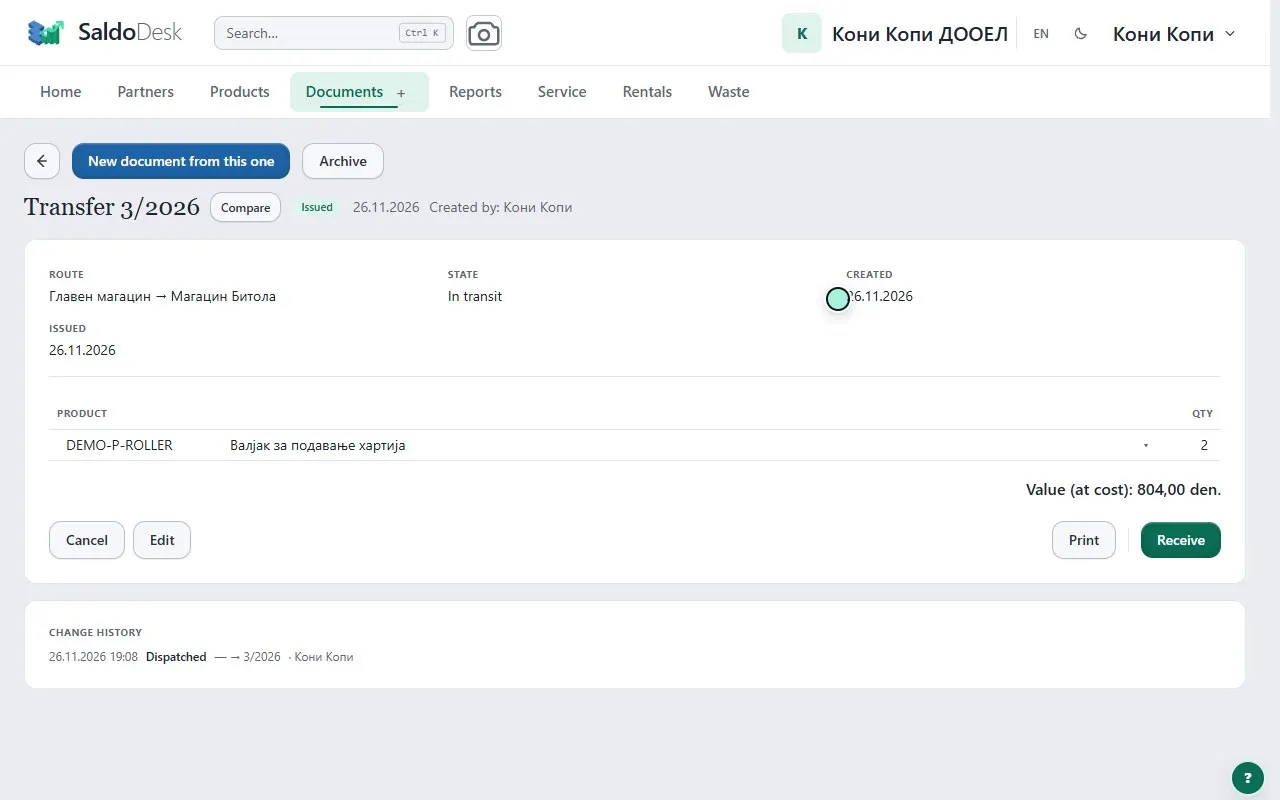 SaldoDesk
Search... Ctrl K
K Кони Копи ДООЕЛ EN Кони Копи
Home Partners Products Documents + Reports Service Rentals Waste
New document from this one Archive
Transfer 3/2026 Compare Issued 26.11.2026 Created by: Кони Копи
ROUTE STATE CREATED
Главен магацин → Магацин Битола In transit 6.11.2026
ISSUED
26.11.2026
PRODUCT QTY
DEMO-P-ROLLER Валјак за подавање хартија 2
Value (at cost): 804,00 den.
Cancel Edit Print Receive
CHANGE HISTORY
26.11.2026 19:08 Dispatched — → 3/2026 · Кони Копи
?